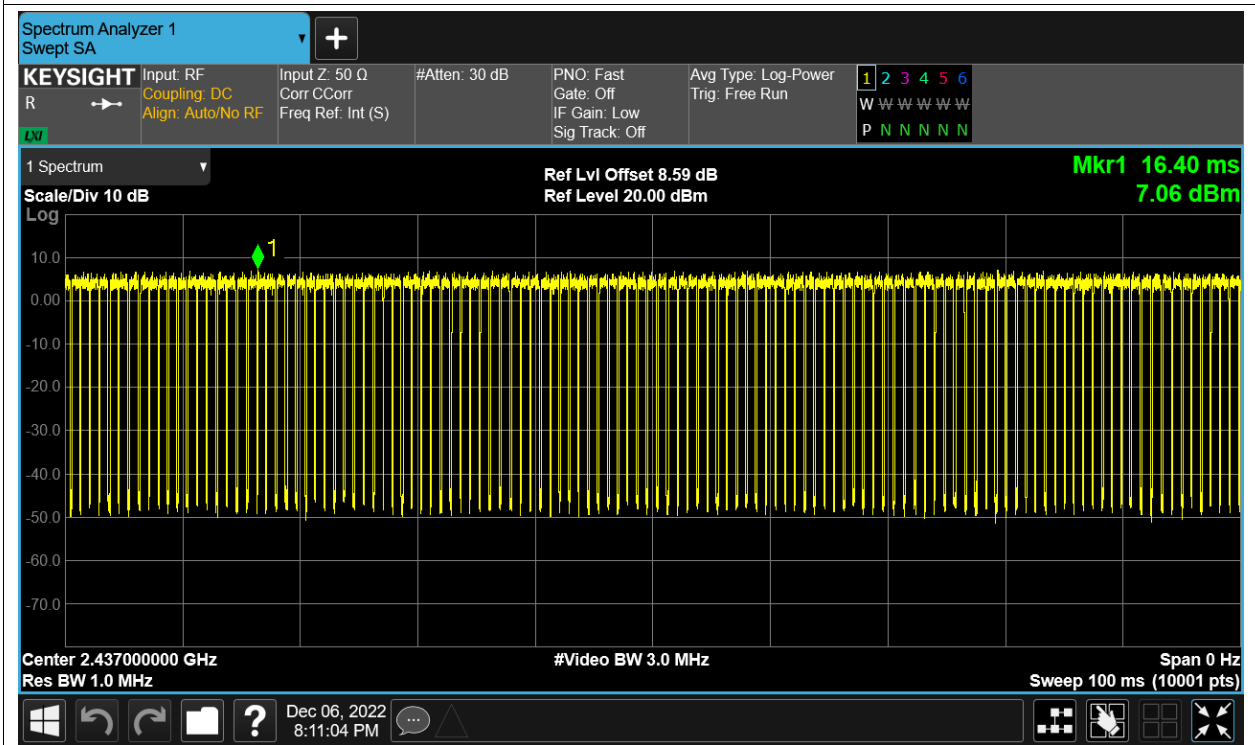 Spectrum Analyzer 1
Swept SA
KEYSIGHT
R
LXI
Input: RF
Coupling: DC
Align: Auto/No RF
Input Z: 50 Ω
Corr CCorr
Freq Ref: Int (S)
#Atten: 30 dB
PNO: Fast
Gate: Off
IF Gain: Low
Sig Track: Off
Avg Type: Log-Power
Trig: Free Run
1 2 3 4 5 6
W W W W W W
P N N N N N
1 Spectrum
Scale/Div 10 dB
Log
Ref Lvl Offset 8.59 dB
Ref Level 20.00 dBm
Mkr1 16.40 ms
7.06 dBm
1
10.0
0.00
-10.0
-20.0
-30.0
-40.0
-50.0
-60.0
-70.0
Center 2.437000000 GHz
#Video BW 3.0 MHz
Span 0 Hz
Res BW 1.0 MHz
Sweep 100 ms (10001 pts)
?
Dec 06, 2022
8:11:04 PM